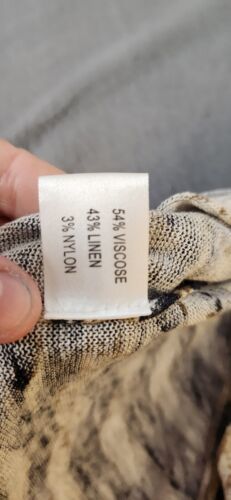 54% VISCOSE
43% LINEN
3% NYLON